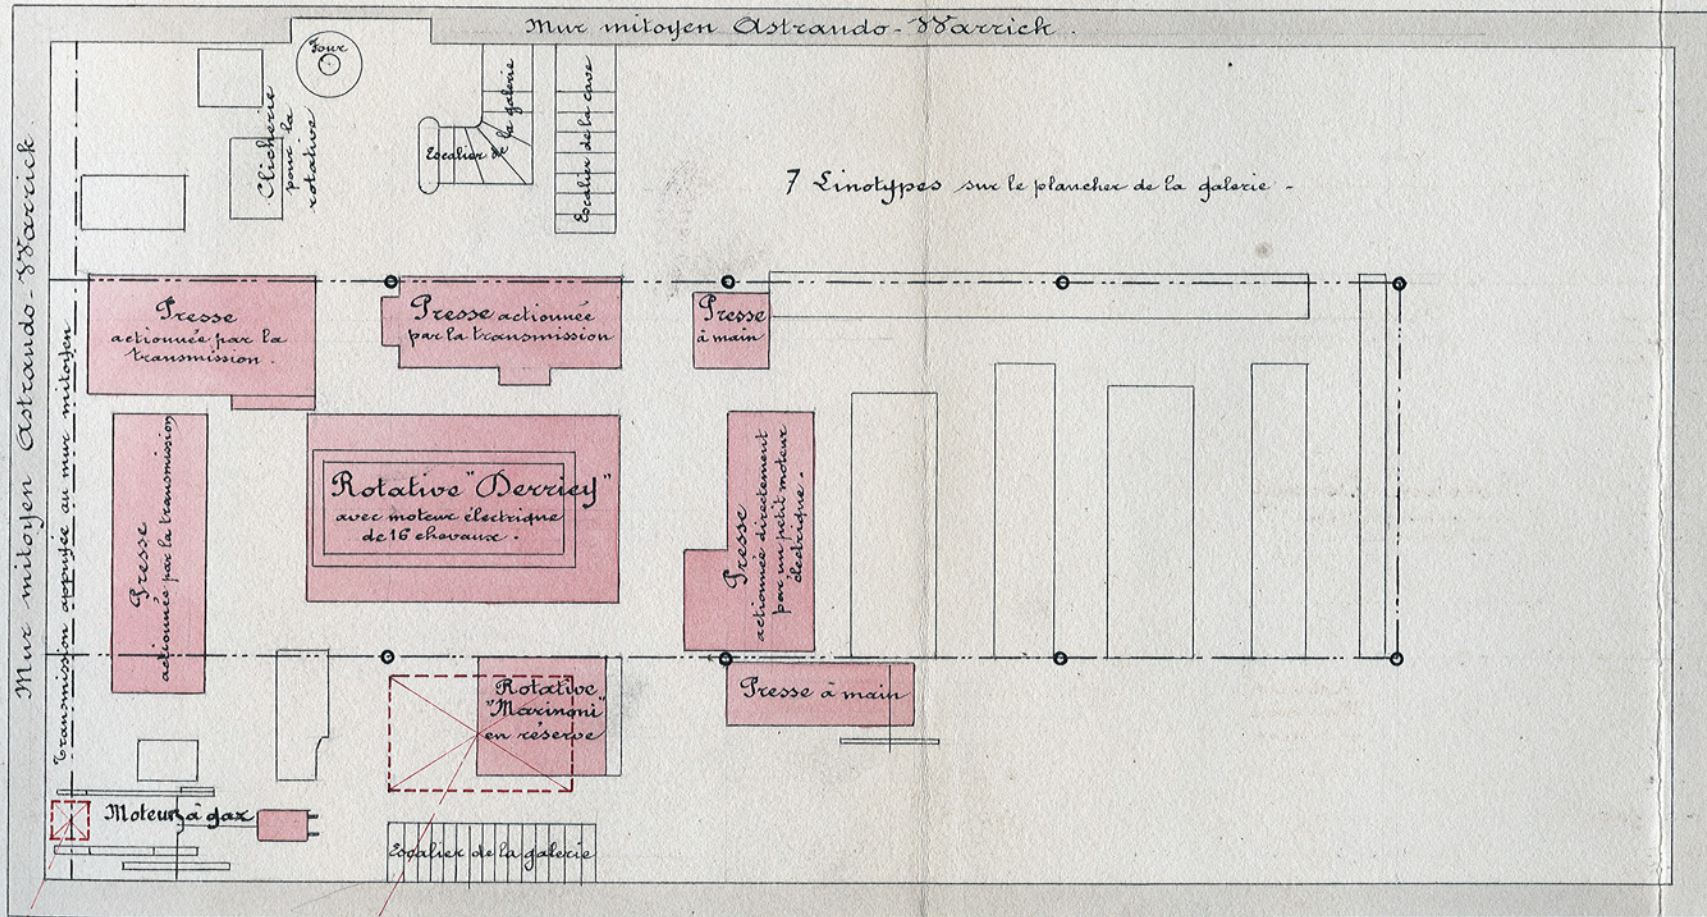 Mur mitoyen Astraudo-Warrick.
Mur mitoyen Astraudo-Warrick.
Four
Clicherie
pour la
rotative
Escalier de la galerie
Escalier de la cave
7 Linotypes sur le plancher de la galerie -
Transmission appuyée au mur mitoyen
Presse
actionnée par la
transmission.
Presse actionnée
par la transmission
Presse
à main
Presse
actionnée par la transmission
Rotative "Derriey"
avec moteur électrique
de 16 chevaux.
Presse
actionnée directement
par un petit moteur
électrique.
Rotative
"Marinoni"
en réserve
Presse à main
Moteur à gaz
Escalier de la galerie